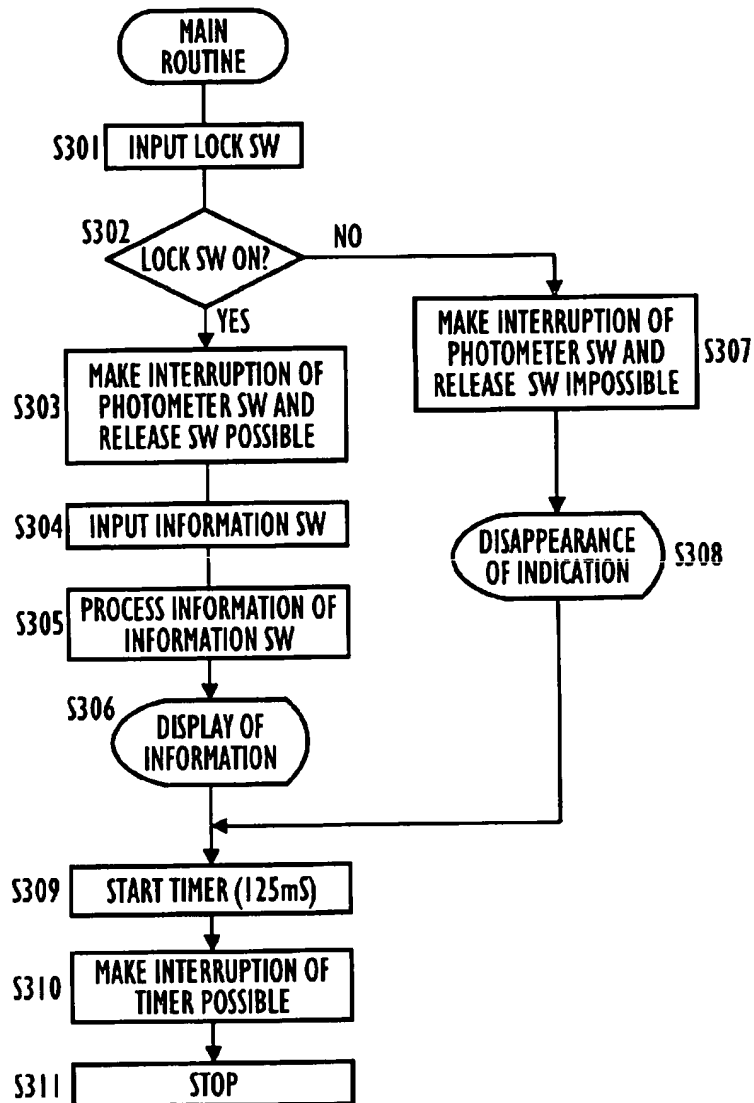 MAIN
ROUTINE
S301
INPUT LOCK SW
S302
LOCK SW ON?
NO
YES
S303
MAKE INTERRUPTION OF
PHOTOMETER SW AND
RELEASE SW POSSIBLE
MAKE INTERRUPTION OF
PHOTOMETER SW AND
RELEASE SW IMPOSSIBLE
S307
S304
INPUT INFORMATION SW
DISAPPEARANCE
OF INDICATION
S308
S305
PROCESS INFORMATION OF
INFORMATION SW
S306
DISPLAY OF
INFORMATION
S309
START TIMER (125mS)
S310
MAKE INTERRUPTION OF
TIMER POSSIBLE
S311
STOP